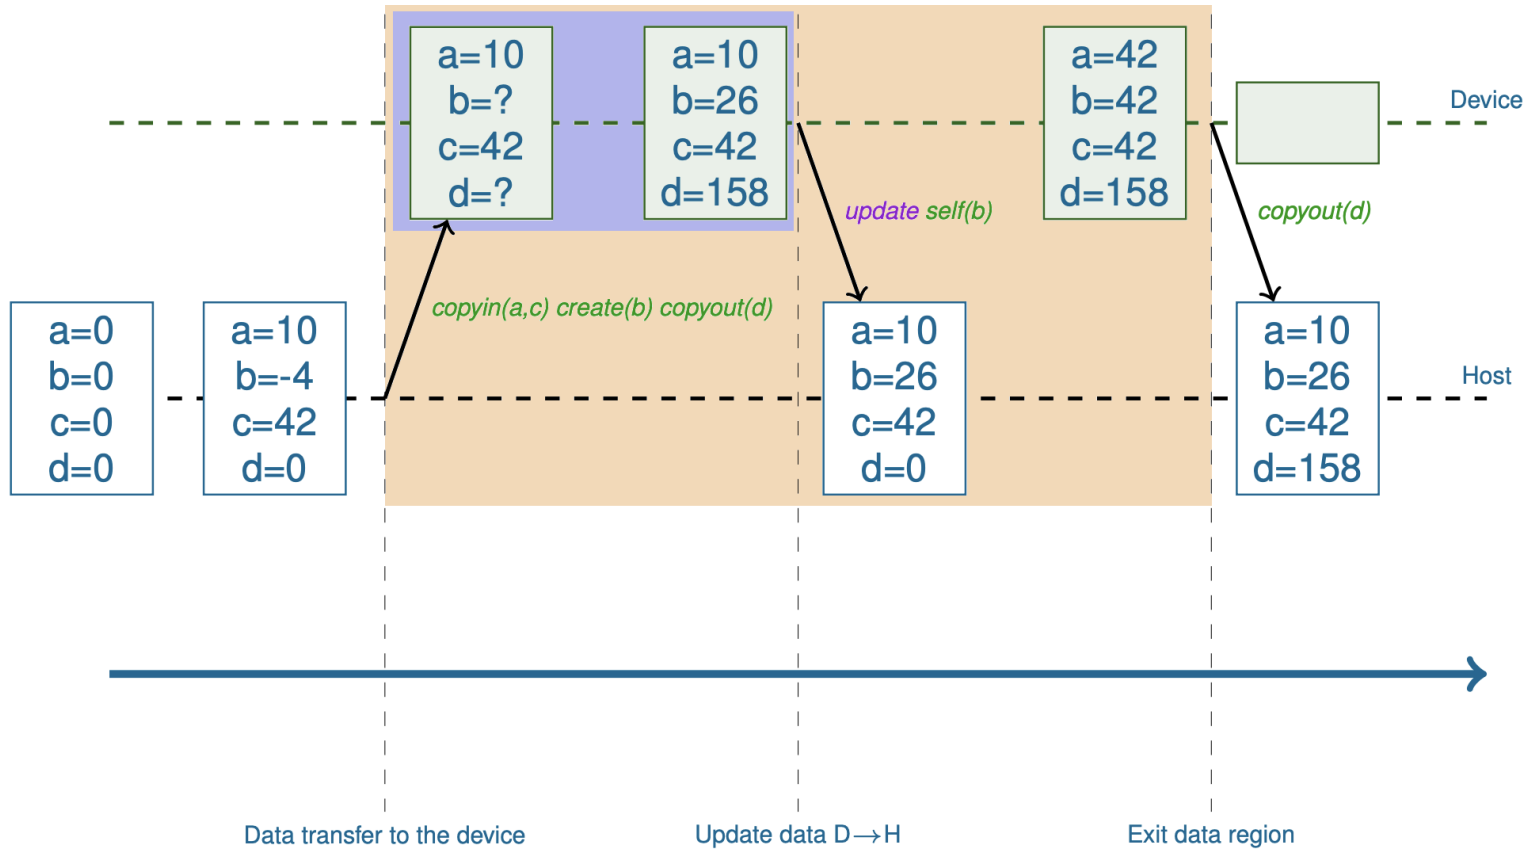 a=10
b=?
c=42
d=?
a=10
b=26
c=42
d=158
a=42
b=42
c=42
d=158
Device
update self(b)
copyout(d)
copyin(a,c) create(b) copyout(d)
a=0
b=0
c=0
d=0
a=10
b=-4
c=42
d=0
a=10
b=26
c=42
d=0
a=10
b=26
c=42
d=158
Host
Data transfer to the device
Update data D→H
Exit data region